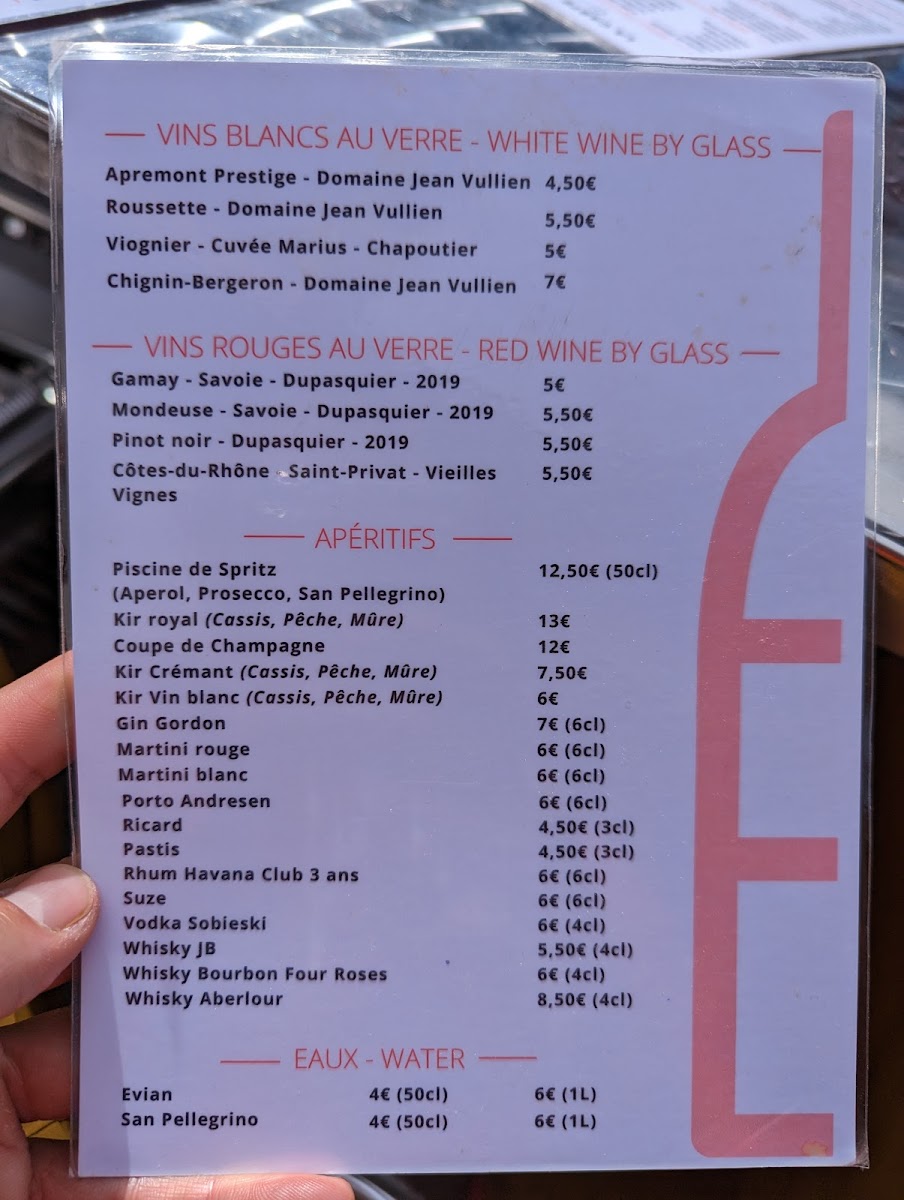 VINS BLANCS AU VERRE - WHITE WINE BY GLASS
Apremont Prestige - Domaine Jean Vullien 4,50€
Roussette - Domaine Jean Vullien 5,50€
Viognier - Cuvée Marius - Chapoutier 5€
Chignin-Bergeron - Domaine Jean Vullien 7€
VINS ROUGES AU VERRE - RED WINE BY GLASS
Gamay - Savoie - Dupasquier - 2019 5€
Mondeuse - Savoie - Dupasquier - 2019 5,50€
Pinot noir - Dupasquier - 2019 5,50€
Côtes-du-Rhône - Saint-Privat - Vieilles 5,50€
Vignes
APÉRITIFS
Piscine de Spritz 12,50€ (50cl)
(Aperol, Prosecco, San Pellegrino)
Kir royal (Cassis, Pêche, Mûre) 13€
Coupe de Champagne 12€
Kir Crémant (Cassis, Pêche, Mûre) 7,50€
Kir Vin blanc (Cassis, Pêche, Mûre) 6€
Gin Gordon 7€ (6cl)
Martini rouge 6€ (6cl)
Martini blanc 6€ (6cl)
Porto Andresen 6€ (6cl)
Ricard 4,50€ (3cl)
Pastis 4,50€ (3cl)
Rhum Havana Club 3 ans 6€ (6cl)
Suze 6€ (6cl)
Vodka Sobieski 6€ (4cl)
Whisky JB 5,50€ (4cl)
Whisky Bourbon Four Roses 6€ (4cl)
Whisky Aberlour 8,50€ (4cl)
EAUX - WATER
Evian 4€ (50cl) 6€ (1L)
San Pellegrino 4€ (50cl) 6€ (1L)